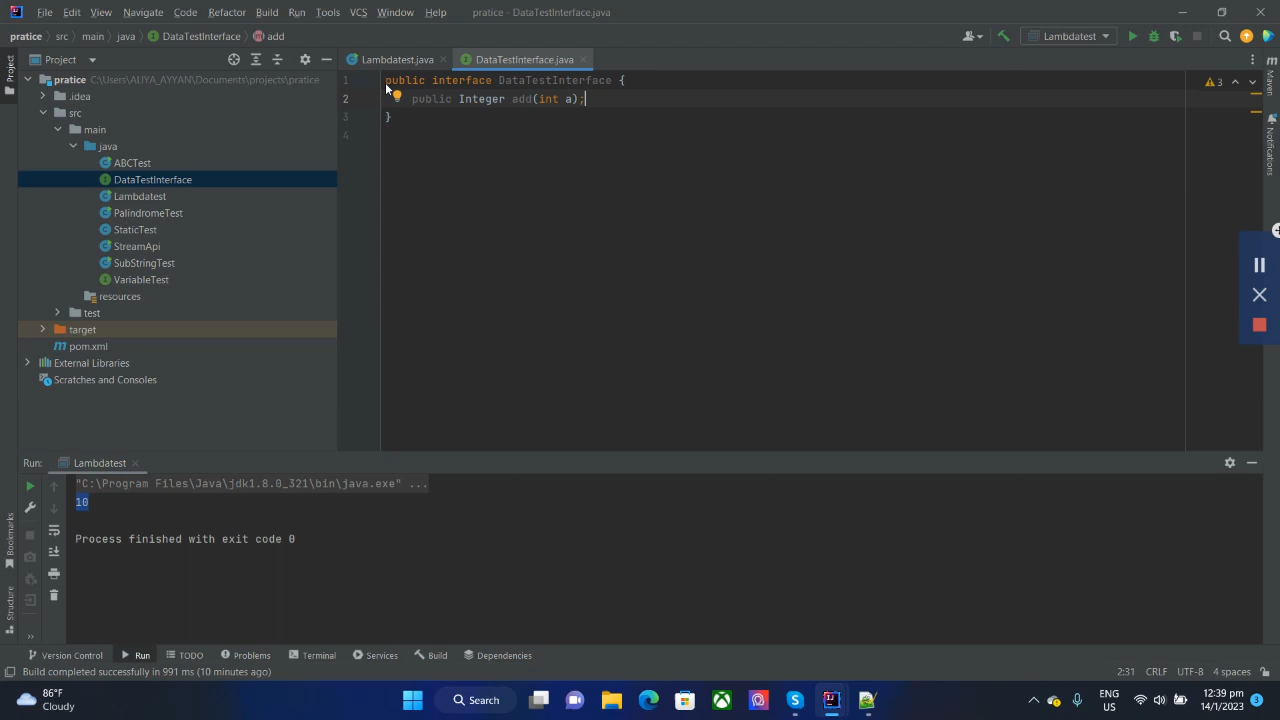 File Edit View Navigate Code Refactor Build Run Tools VCS Window Help pratice - DataTestInterface.java
pratice src main java DataTestInterface add Lambdatest
Project Lambdatest.java DataTestInterface.java
Project
pratice C:\Users\ALIYA_AYYAN\Documents\projects\pratice
.idea
src
main
java
ABCTest
DataTestInterface
Lambdatest
PalindromeTest
StaticTest
StreamApi
SubStringTest
VariableTest
resources
test
target
pom.xml
External Libraries
Scratches and Consoles
1 public interface DataTestInterface {
2 public Integer add(int a);
3 }
4
3
Maven
Notifications
Run: Lambdatest
"C:\Program Files\Java\jdk1.8.0_321\bin\java.exe" ...
10
Process finished with exit code 0
Bookmarks
Structure
Version Control Run TODO Problems Terminal Services Build Dependencies
Build completed successfully in 991 ms (10 minutes ago) 2:31 CRLF UTF-8 4 spaces
86°F
Cloudy
Search
ENG
US
12:39 PM
14/1/2023
3